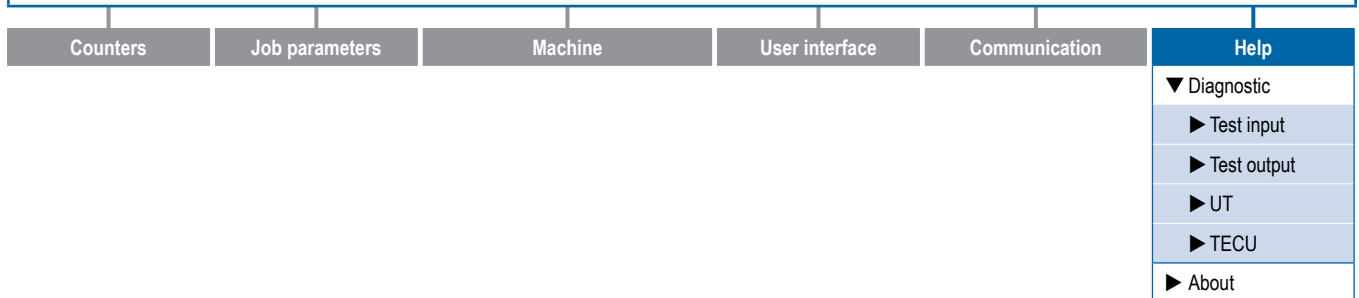 Counters
Job parameters
Machine
User interface
Communication
Help
▼ Diagnostic
▶ Test input
▶ Test output
▶ UT
▶ TECU
▶ About